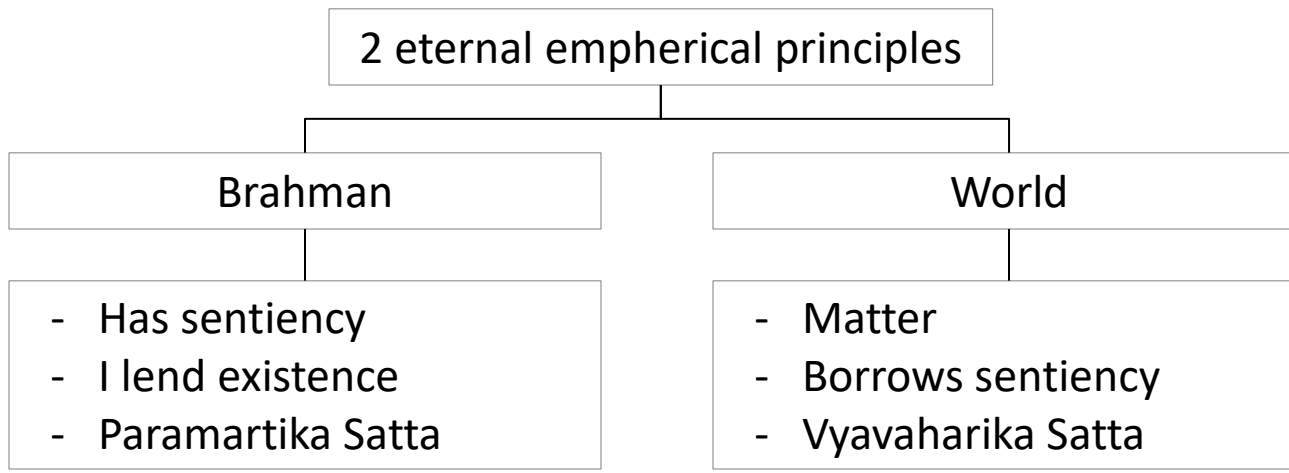 2 eternal empherical principles
Brahman
World
- Has sentiency
- I lend existence
- Paramartika Satta
- Matter
- Borrows sentiency
- Vyavaharika Satta